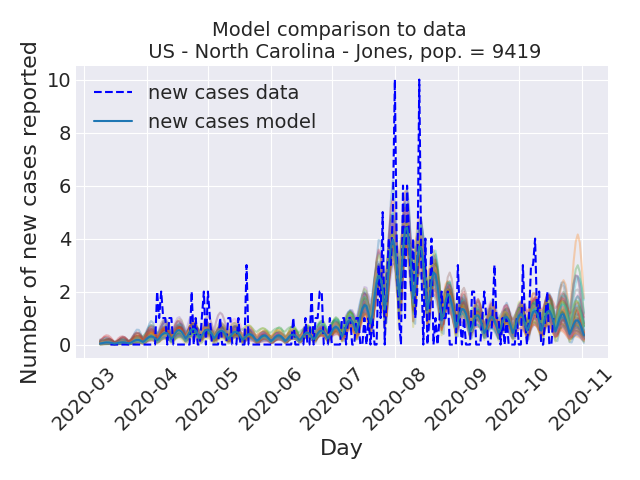 Model comparison to data
US - North Carolina - Jones, pop. = 9419
Number of new cases reported
10
8
6
4
2
0
new cases data
new cases model
2020-03
2020-04
2020-05
2020-06
2020-07
2020-08
2020-09
2020-10
2020-11
Day